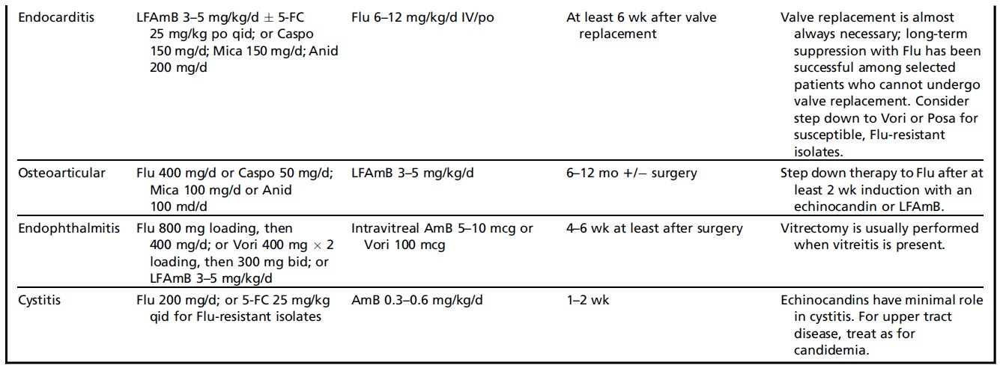 Endocarditis
LFAmB 3–5 mg/kg/d ± 5-FC
25 mg/kg po qid; or Caspo
150 mg/d; Mica 150 mg/d; Anid
200 mg/d
Flu 6–12 mg/kg/d IV/po
At least 6 wk after valve
replacement
Valve replacement is almost
always necessary; long-term
suppression with Flu has been
successful among selected
patients who cannot undergo
valve replacement. Consider
step down to Vori or Posa for
susceptible, Flu-resistant
isolates.
Osteoarticular
Flu 400 mg/d or Caspo 50 mg/d;
Mica 100 mg/d or Anid
100 md/d
LFAmB 3–5 mg/kg/d
6–12 mo +/− surgery
Step down therapy to Flu after at
least 2 wk induction with an
echinocandin or LFAmB.
Endophthalmitis
Flu 800 mg loading, then
400 mg/d; or Vori 400 mg × 2
loading, then 300 mg bid; or
LFAmB 3–5 mg/kg/d
Intravitreal AmB 5–10 mcg or
Vori 100 mcg
4–6 wk at least after surgery
Vitrectomy is usually performed
when vitreitis is present.
Cystitis
Flu 200 mg/d; or 5-FC 25 mg/kg
qid for Flu-resistant isolates
AmB 0.3–0.6 mg/kg/d
1–2 wk
Echinocandins have minimal role
in cystitis. For upper tract
disease, treat as for
candidemia.